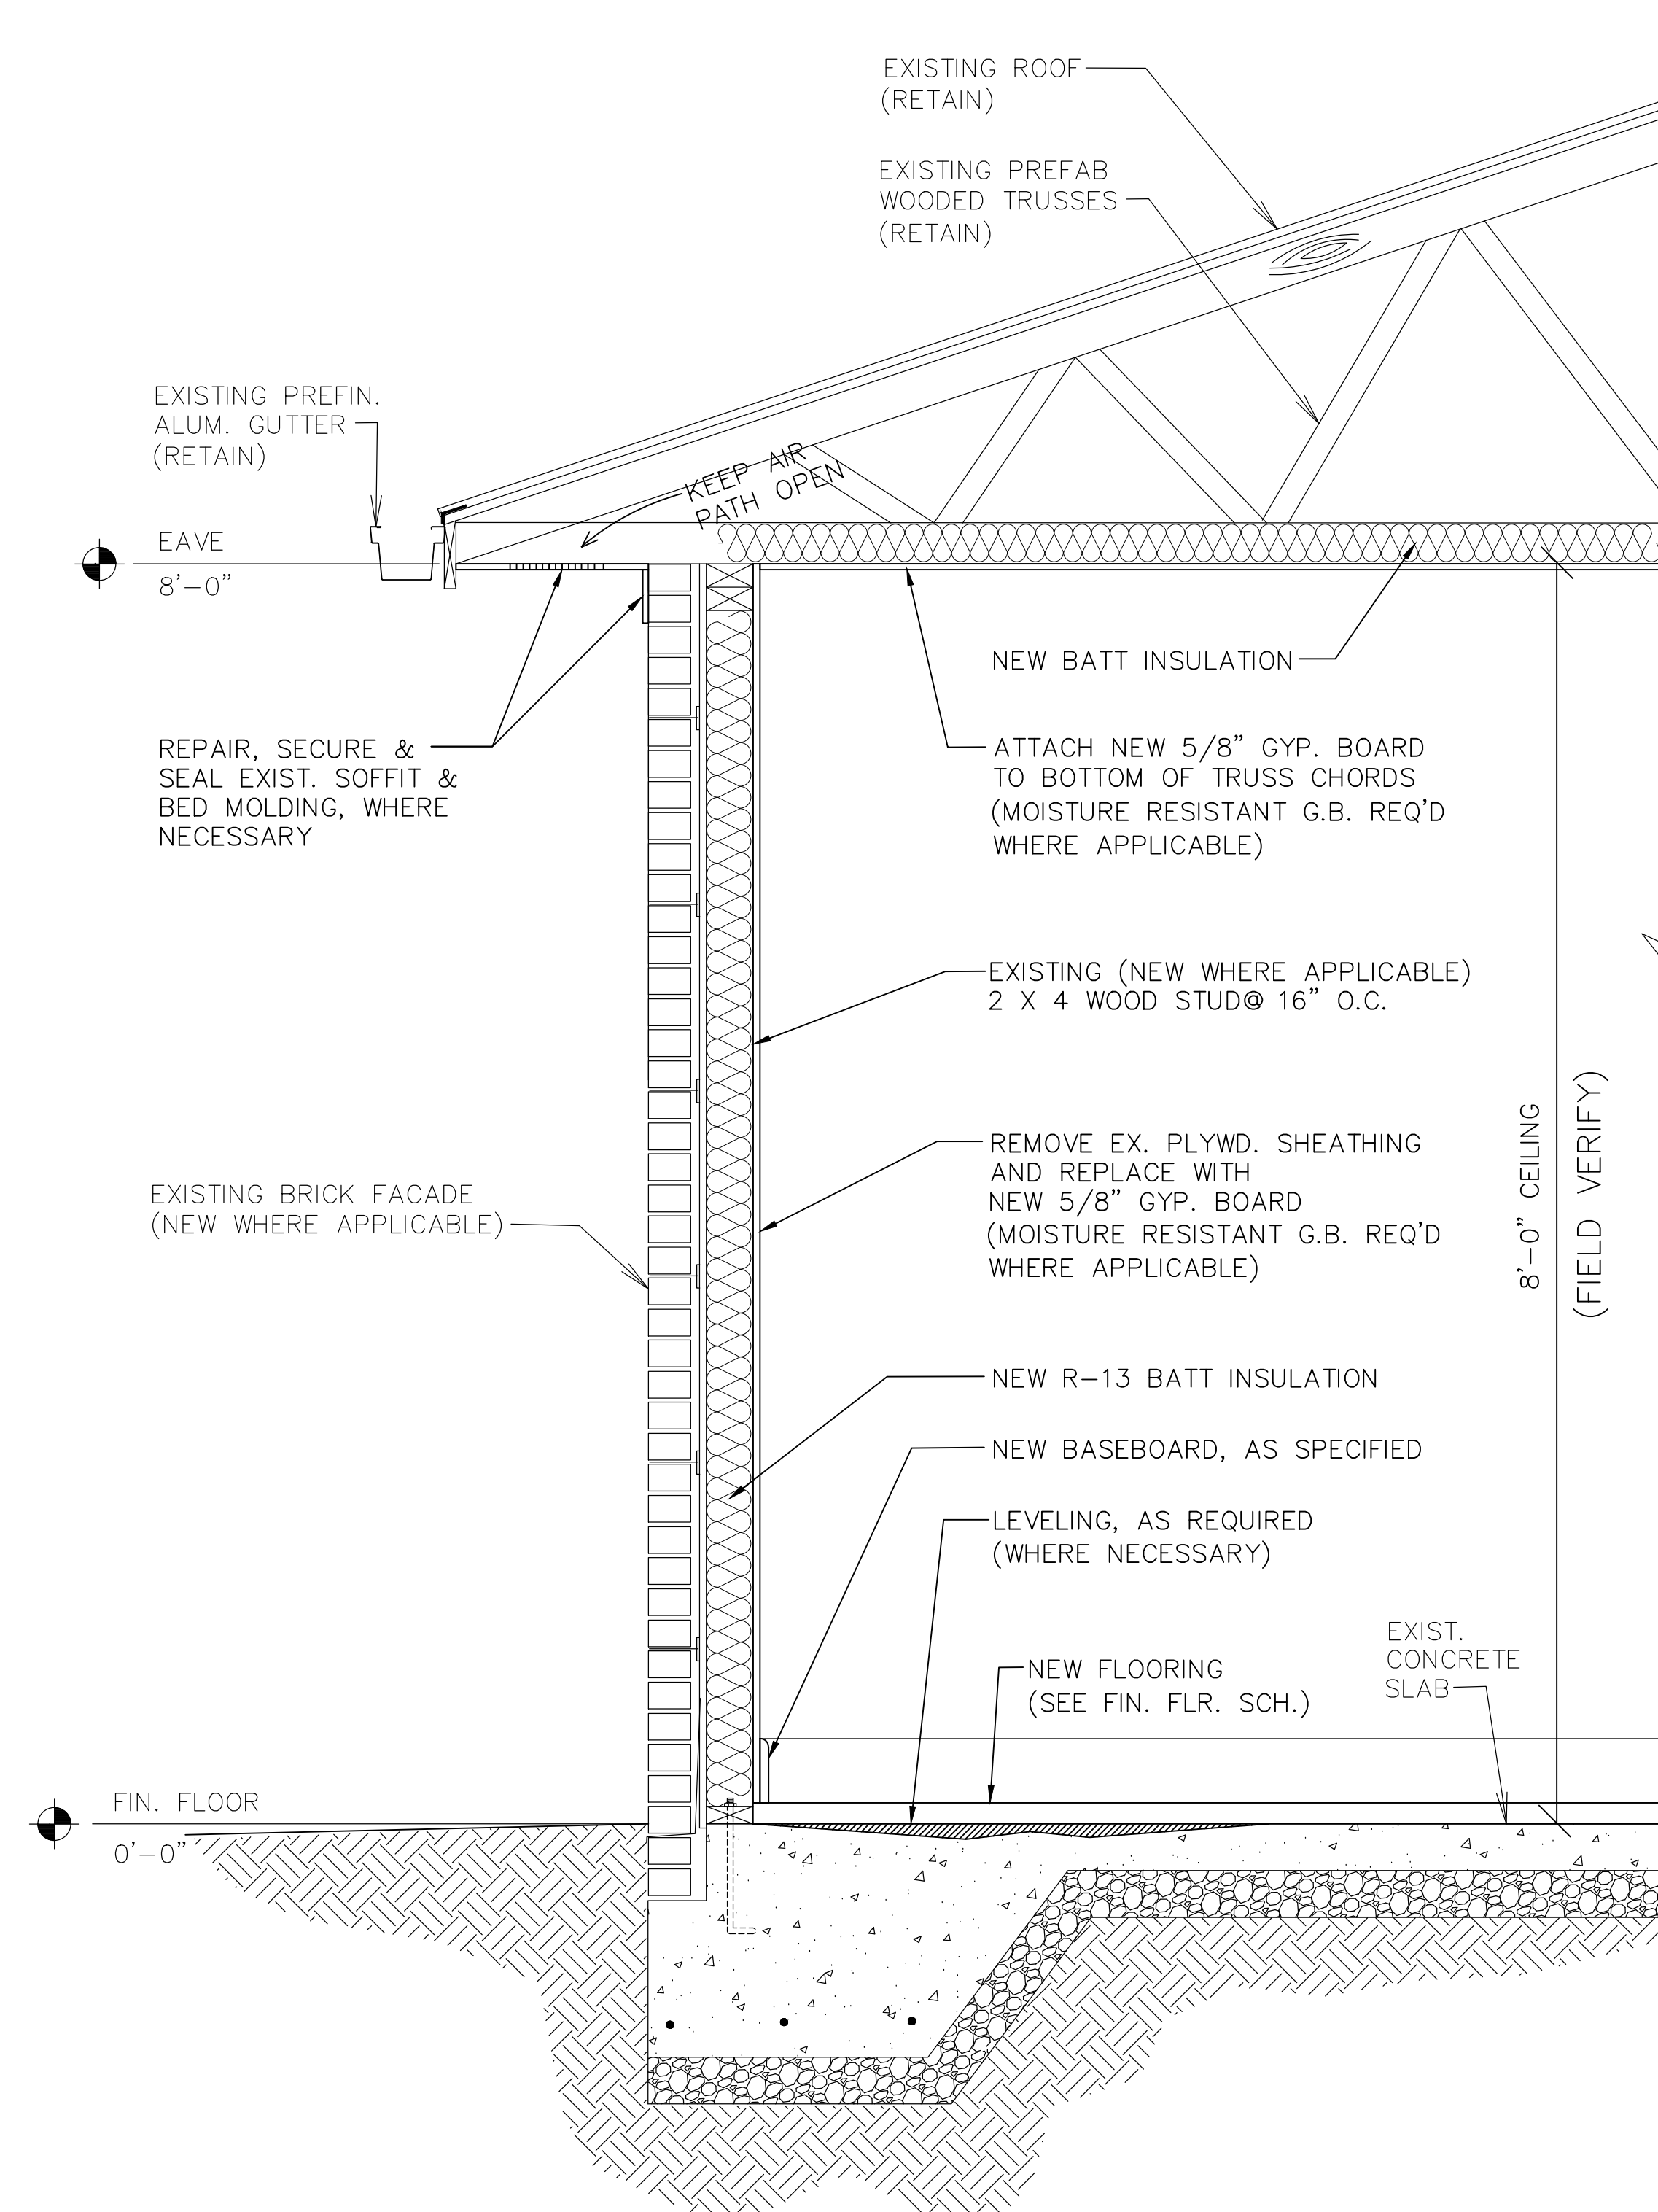 EXISTING ROOF
(RETAIN)
EXISTING PREFAB
WOODED TRUSSES
(RETAIN)
EXISTING PREFIN.
ALUM. GUTTER
(RETAIN)
KEEP AIR
PATH OPEN
EAVE
8'-0"
NEW BATT INSULATION
REPAIR, SECURE &
SEAL EXIST. SOFFIT &
BED MOLDING, WHERE
NECESSARY
ATTACH NEW 5/8" GYP. BOARD
TO BOTTOM OF TRUSS CHORDS
(MOISTURE RESISTANT G.B. REQ'D
WHERE APPLICABLE)
EXISTING (NEW WHERE APPLICABLE)
2 X 4 WOOD STUD@ 16" O.C.
8'-0" CEILING
(FIELD VERIFY)
REMOVE EX. PLYWD. SHEATHING
AND REPLACE WITH
NEW 5/8" GYP. BOARD
(MOISTURE RESISTANT G.B. REQ'D
WHERE APPLICABLE)
EXISTING BRICK FACADE
(NEW WHERE APPLICABLE)
NEW R-13 BATT INSULATION
NEW BASEBOARD, AS SPECIFIED
LEVELING, AS REQUIRED
(WHERE NECESSARY)
EXIST.
CONCRETE
SLAB
NEW FLOORING
(SEE FIN. FLR. SCH.)
FIN. FLOOR
0'-0"